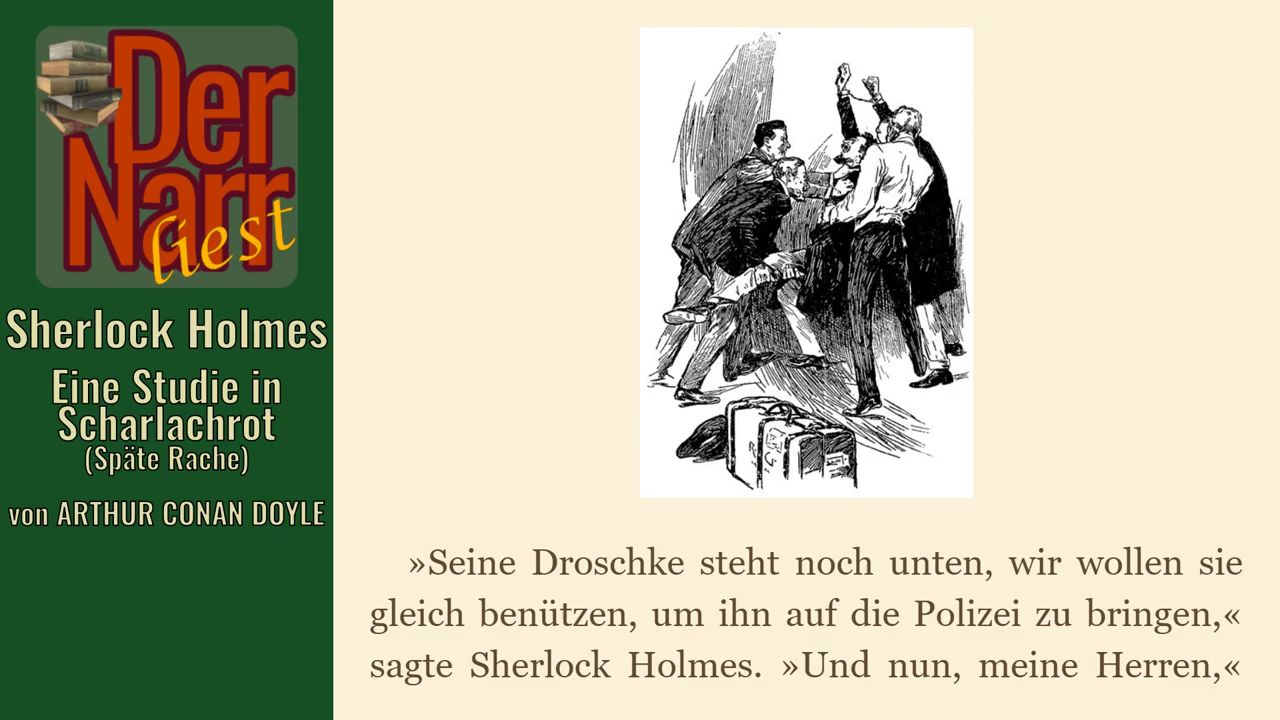 Der
Narr
liest
Sherlock Holmes
Eine Studie in
Scharlachrot
(Späte Rache)
von ARTHUR CONAN DOYLE
»Seine Droschke steht noch unten, wir wollen sie
gleich benützen, um ihn auf die Polizei zu bringen,«
sagte Sherlock Holmes. »Und nun, meine Herren,«